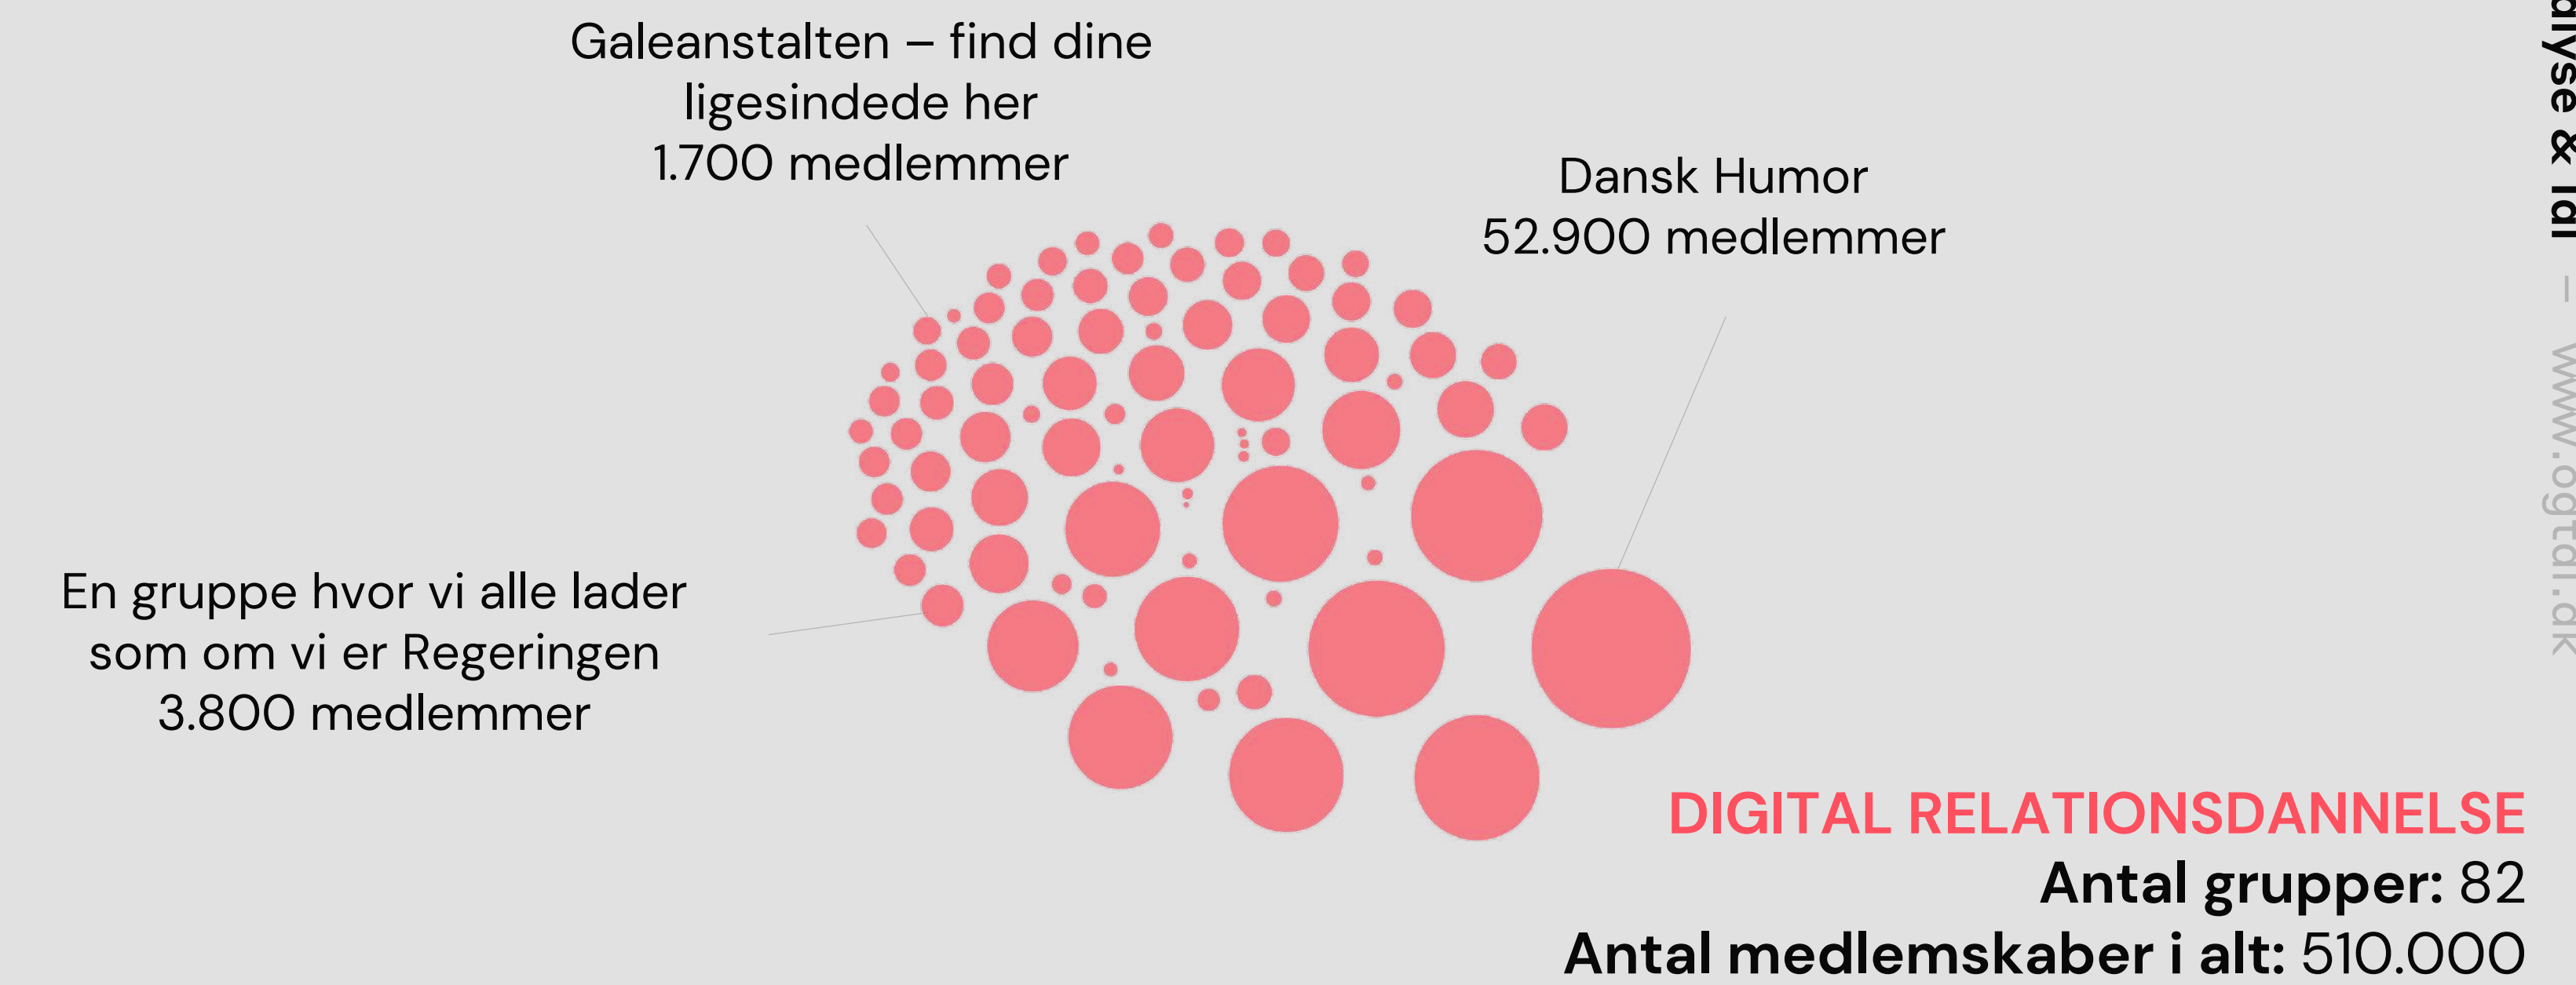 Galeanstalten – find dine
ligesindede her
1.700 medlemmer
Dansk Humor
52.900 medlemmer
En gruppe hvor vi alle lader
som om vi er Regeringen
3.800 medlemmer
DIGITAL RELATIONSDANNELSE
Antal grupper: 82
Antal medlemskaber i alt: 510.000
& Tal – www.ogtal.dk